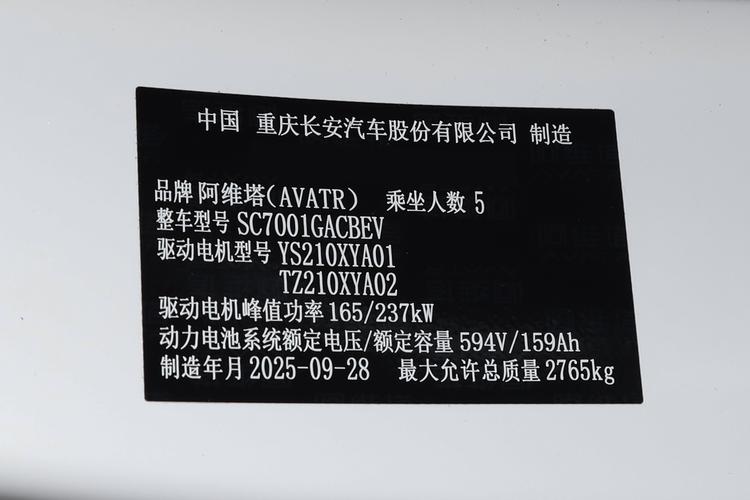 中国 重庆长安汽车股份有限公司 制造
品牌 阿维塔(AVATR) 乘坐人数 5
整车型号 SC7001GACBEV
驱动电机型号 YS210XYA01
TZ210XYA02
驱动电机峰值功率 165/237kW
动力电池系统额定电压/额定容量 594V/159Ah
制造年月 2025-09-28 最大允许总质量 2765kg